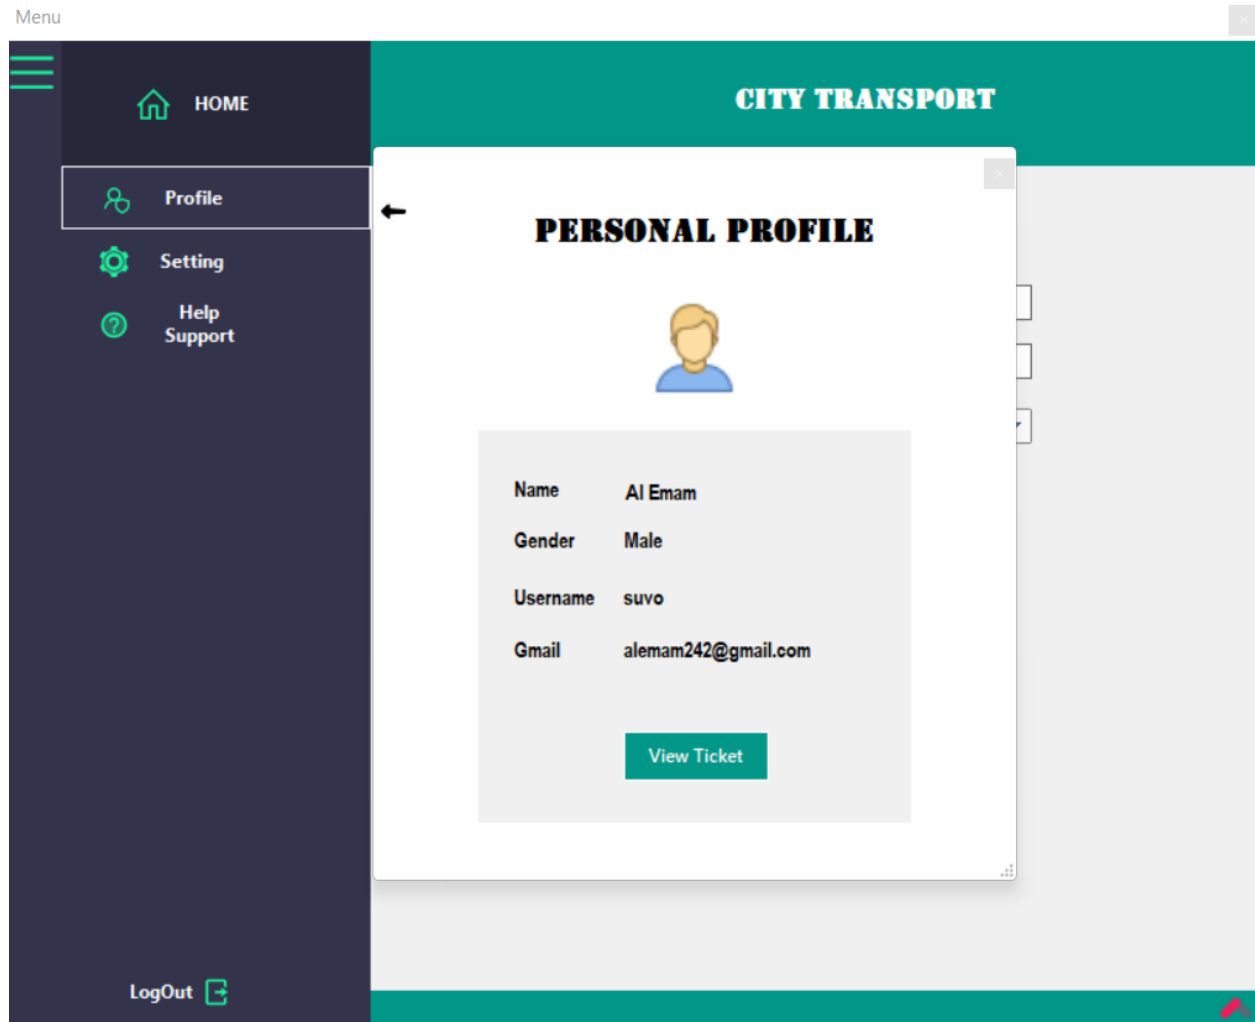 Menu
HOME
CITY TRANSPORT
Profile
Setting
Help
Support
PERSONAL PROFILE
Name Al Emam
Gender Male
Username suvo
Gmail alemam242@gmail.com
View Ticket
LogOut